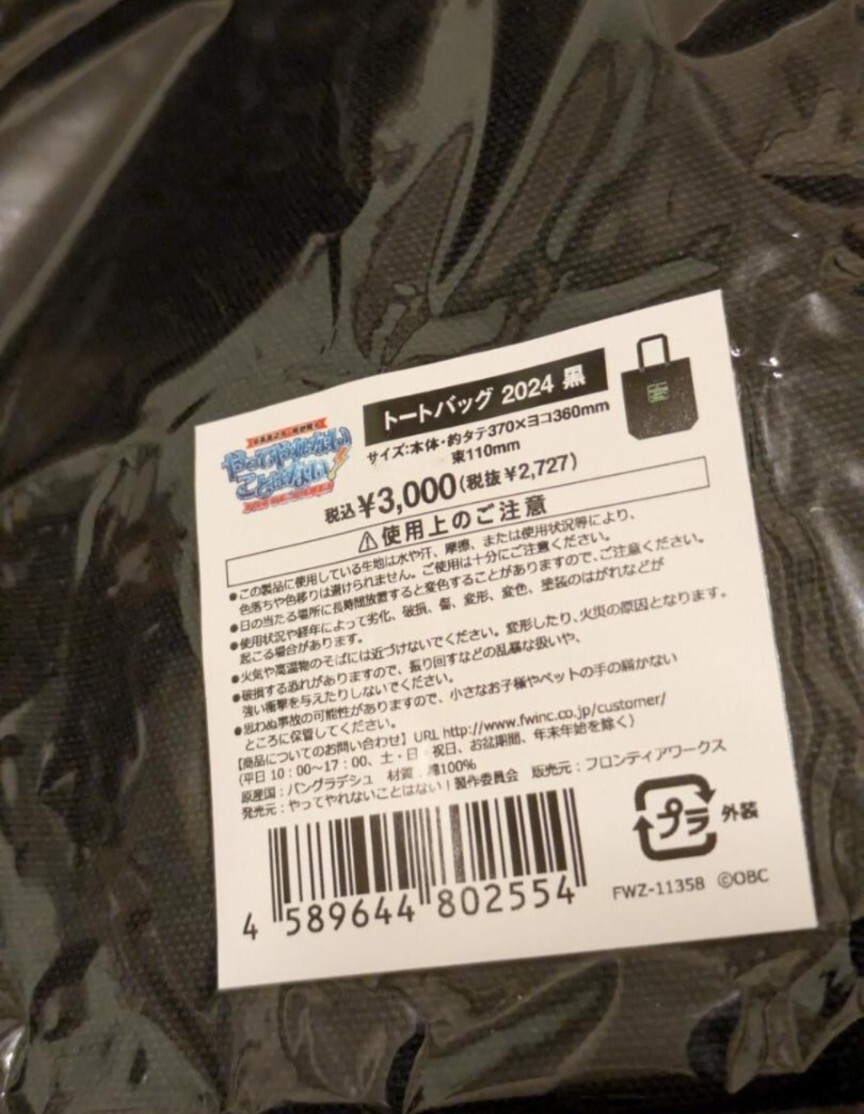 やってやれない
ことはない!
トートバッグ 2024 黒
サイズ:本体・約タテ370×ヨコ360mm
東110mm
税込¥3,000(税抜¥2,727)
⚠使用上のご注意
●この製品に使用している生地は水や汗、摩擦、または使用状況等により、
色落ちや色移りは避けられません。ご使用は十分にご注意ください。
●日の当たる場所に長時間放置すると変色することがありますので、ご注意ください。
●使用状況や経年によって劣化、破損、傷、変形、変色、塗装のはがれなどが
起こる場合があります。
●火気や高温物のそばには近づけないでください。変形したり、火災の原因となります。
●破損する恐れがありますので、振り回すなどの乱暴な扱いや、
強い衝撃を与えたりしないでください。
●思わぬ事故の可能性がありますので、小さなお子様やペットの手の届かない
ところに保管してください。
【商品についてのお問い合わせ】URL http://www.fwinc.co.jp/customer/
(平日 10:00～17:00、土・日・祝日、お盆期間、年末年始を除く)
原産国:バングラデシュ 材質:綿100%
発売元:やってやれないことはない!製作委員会 販売元:フロンティアワークス
プラ 外装
4 589644 802554
FWZ-11358 ©OBC